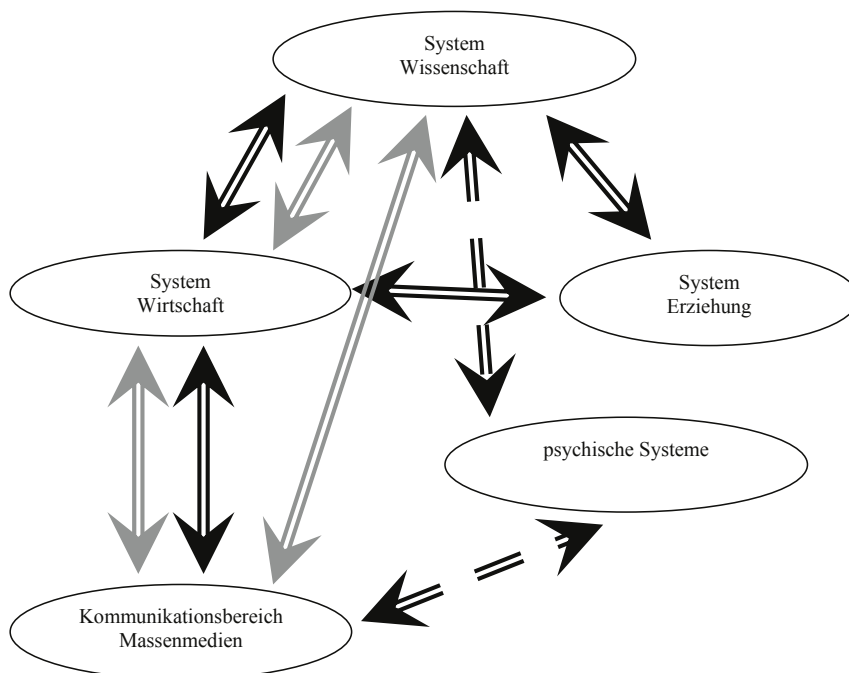 System
Wissenschaft
System
Wirtschaft
System
Erziehung
psychische Systeme
Kommunikationsbereich
Massenmedien